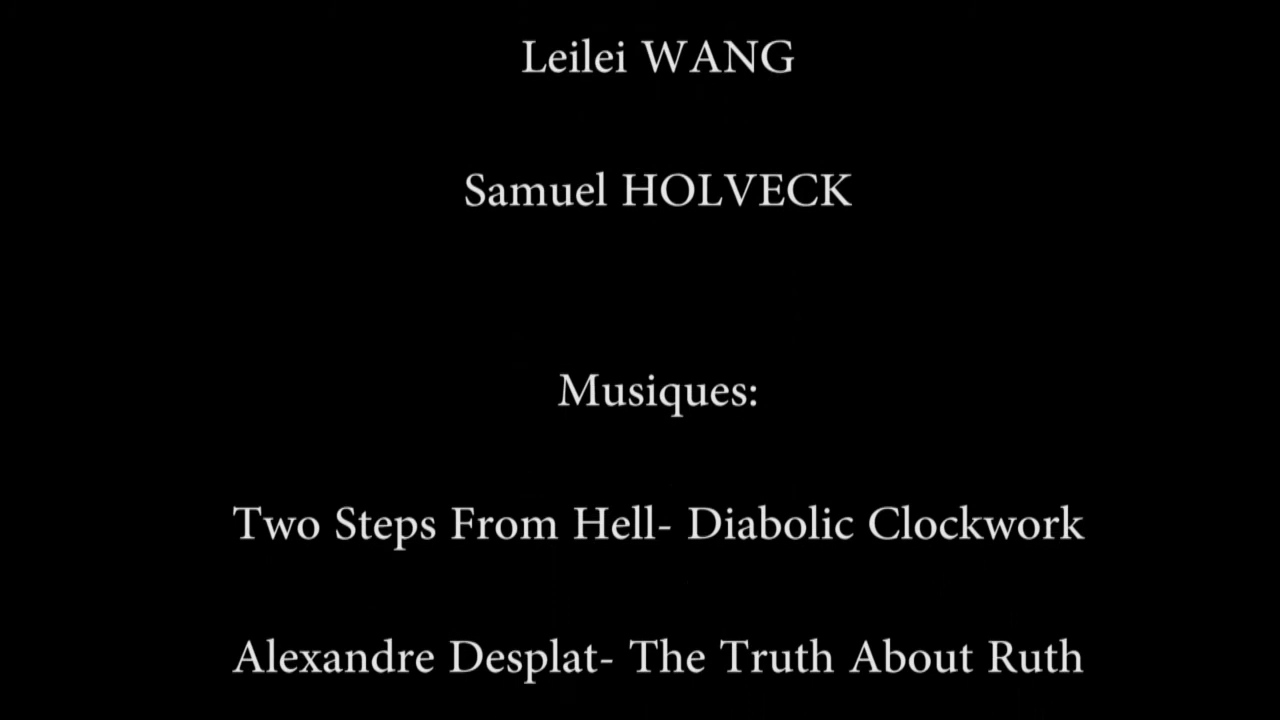 Leilei WANG
Samuel HOLVECK
Musiques:
Two Steps From Hell- Diabolic Clockwork
Alexandre Desplat- The Truth About Ruth